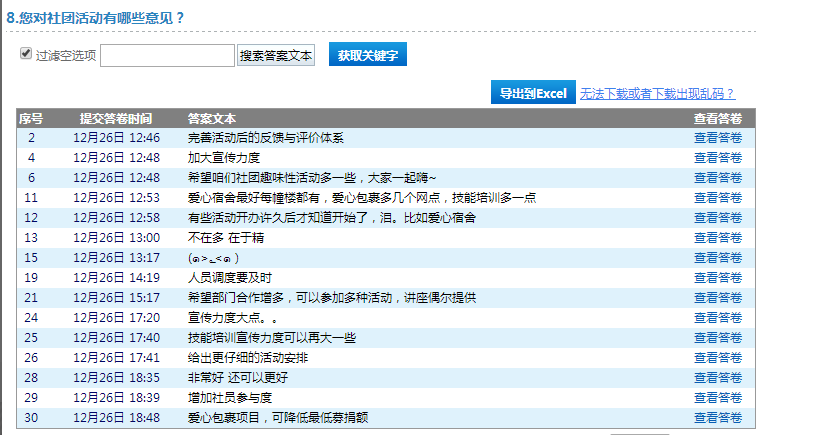 8.您对社团活动有哪些意见？
过滤空选项 搜索答案文本 获取关键字
导出到Excel 无法下载或者下载出现乱码？
序号 提交答卷时间 答案文本 查看答卷
2 12月26日 12:46 完善活动后的反馈与评价体系 查看答卷
4 12月26日 12:48 加大宣传力度 查看答卷
6 12月26日 12:48 希望咱们社团趣味性活动多一些，大家一起嗨~ 查看答卷
11 12月26日 12:53 爱心宿舍最好每幢楼都有，爱心包裹多几个网点，技能培训多一点 查看答卷
12 12月26日 12:58 有些活动开办许久后才知道开始了，泪。比如爱心宿舍 查看答卷
13 12月26日 13:00 不在多 在于精 查看答卷
15 12月26日 13:17 (๑>؂<๑） 查看答卷
19 12月26日 14:19 人员调度要及时 查看答卷
21 12月26日 15:17 希望部门合作增多，可以参加多种活动，讲座偶尔提供 查看答卷
24 12月26日 17:20 宣传力度大点。。 查看答卷
25 12月26日 17:40 技能培训宣传力度可以再大一些 查看答卷
26 12月26日 17:41 给出更仔细的活动安排 查看答卷
28 12月26日 18:35 非常好 还可以更好 查看答卷
29 12月26日 18:39 增加社员参与度 查看答卷
30 12月26日 18:48 爱心包裹项目，可降低最低募捐额 查看答卷